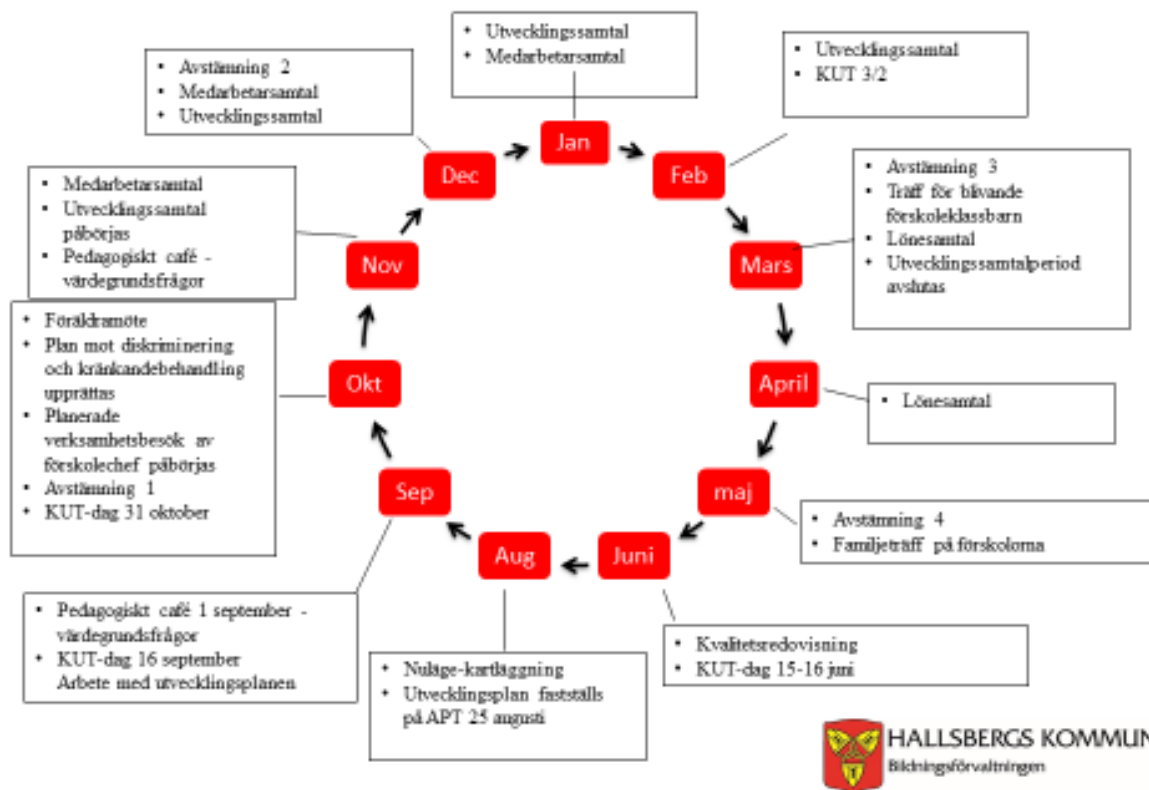 Jan
• Utvecklingssamtal
• Medarbetarsamtal
Feb
• Utvecklingssamtal
• KUT 3/2
Mars
• Avstämning 3
• Träff för blivande
förskoleklassbarn
• Lönesamtal
• Utvecklingssamtalperiod
avslutas
April
• Lönesamtal
maj
• Avstämning 4
• Familjeträff på förskolorna
Juni
• Kvalitetsredovisning
• KUT-dag 15-16 juni
Aug
• Nuläge-kartläggning
• Utvecklingsplan fastställs
på APT 25 augusti
Sep
• Pedagogiskt café 1 september -
värdegrundsfrågor
• KUT-dag 16 september
Arbete med utvecklingsplanen
Okt
• Föräldramöte
• Plan mot diskriminering
och kränkandebehandling
upprättas
• Planerade
verksamhetsbesök av
förskolechef påbörjas
• Avstämning 1
• KUT-dag 31 oktober
Nov
• Medarbetarsamtal
• Utvecklingssamtal
påbörjas
• Pedagogiskt café -
värdegrundsfrågor
Dec
• Avstämning 2
• Medarbetarsamtal
• Utvecklingssamtal
HALLSBERGS KOMMUN
Bildningsförvaltningen